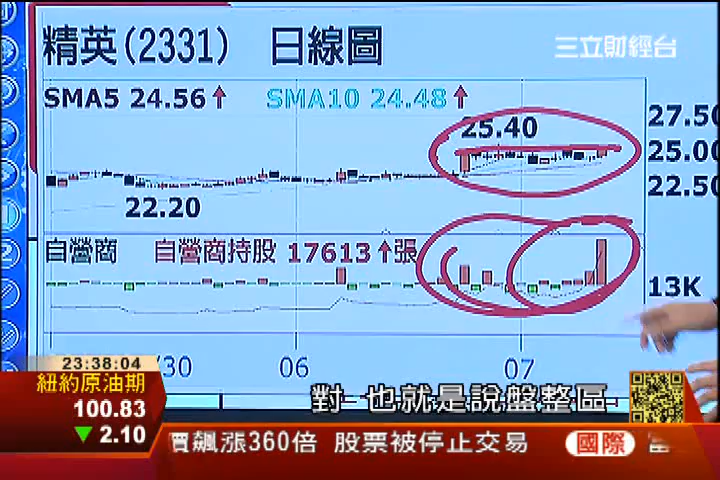 精英(2331) 日線圖
三立財經台
SMA5 24.56↑ SMA10 24.48↑
27.50
25.40
25.00
22.50
22.20
自營商 自營商持股 17613↑張
13K
/30 06 07
23:38:04
紐約原油期
100.83
▼2.10
對 也就是說盤整區
買飆漲360倍 股票被停止交易 國際